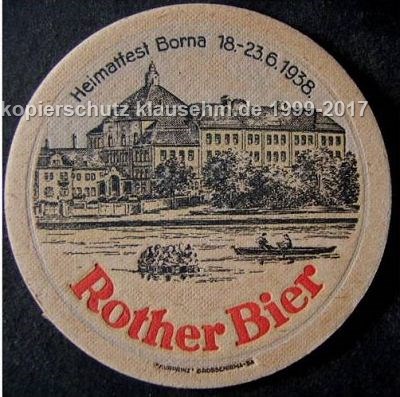 Heimatfest Borna 18.-23.6.1938.
kopierschutz klausehm.de 1999-2017
Rother Bier